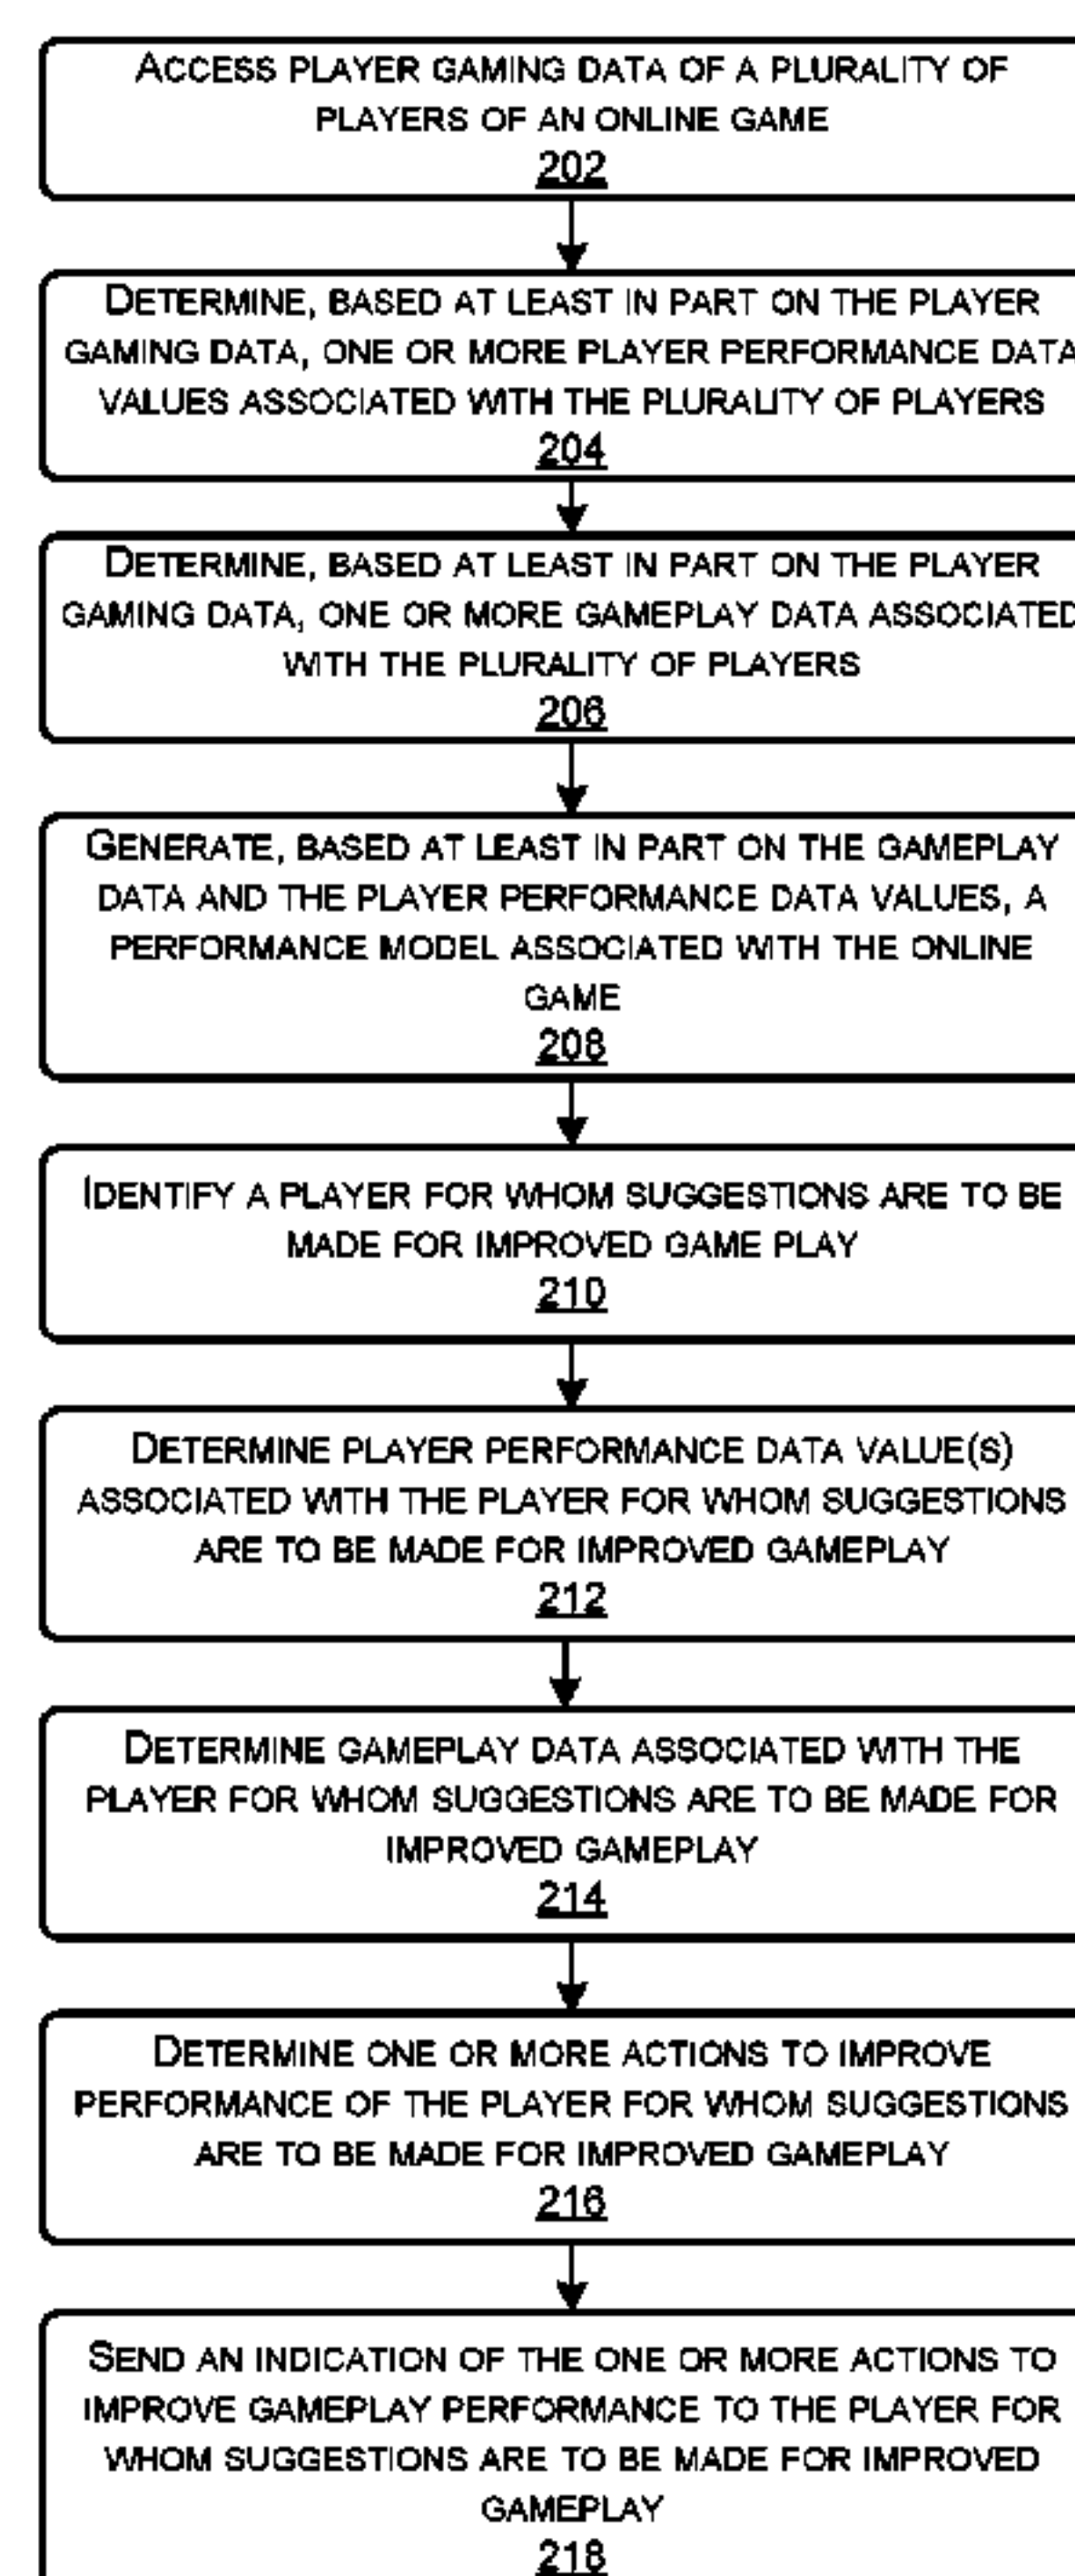 ACCESS PLAYER GAMING DATA OF A PLURALITY OF
PLAYERS OF AN ONLINE GAME
202
DETERMINE, BASED AT LEAST IN PART ON THE PLAYER
GAMING DATA, ONE OR MORE PLAYER PERFORMANCE DATA
VALUES ASSOCIATED WITH THE PLURALITY OF PLAYERS
204
DETERMINE, BASED AT LEAST IN PART ON THE PLAYER
GAMING DATA, ONE OR MORE GAMEPLAY DATA ASSOCIATED
WITH THE PLURALITY OF PLAYERS
206
GENERATE, BASED AT LEAST IN PART ON THE GAMEPLAY
DATA AND THE PLAYER PERFORMANCE DATA VALUES, A
PERFORMANCE MODEL ASSOCIATED WITH THE ONLINE
GAME
208
IDENTIFY A PLAYER FOR WHOM SUGGESTIONS ARE TO BE
MADE FOR IMPROVED GAME PLAY
210
DETERMINE PLAYER PERFORMANCE DATA VALUE(S)
ASSOCIATED WITH THE PLAYER FOR WHOM SUGGESTIONS
ARE TO BE MADE FOR IMPROVED GAMEPLAY
212
DETERMINE GAMEPLAY DATA ASSOCIATED WITH THE
PLAYER FOR WHOM SUGGESTIONS ARE TO BE MADE FOR
IMPROVED GAMEPLAY
214
DETERMINE ONE OR MORE ACTIONS TO IMPROVE
PERFORMANCE OF THE PLAYER FOR WHOM SUGGESTIONS
ARE TO BE MADE FOR IMPROVED GAMEPLAY
216
SEND AN INDICATION OF THE ONE OR MORE ACTIONS TO
IMPROVE GAMEPLAY PERFORMANCE TO THE PLAYER FOR
WHOM SUGGESTIONS ARE TO BE MADE FOR IMPROVED
GAMEPLAY
218